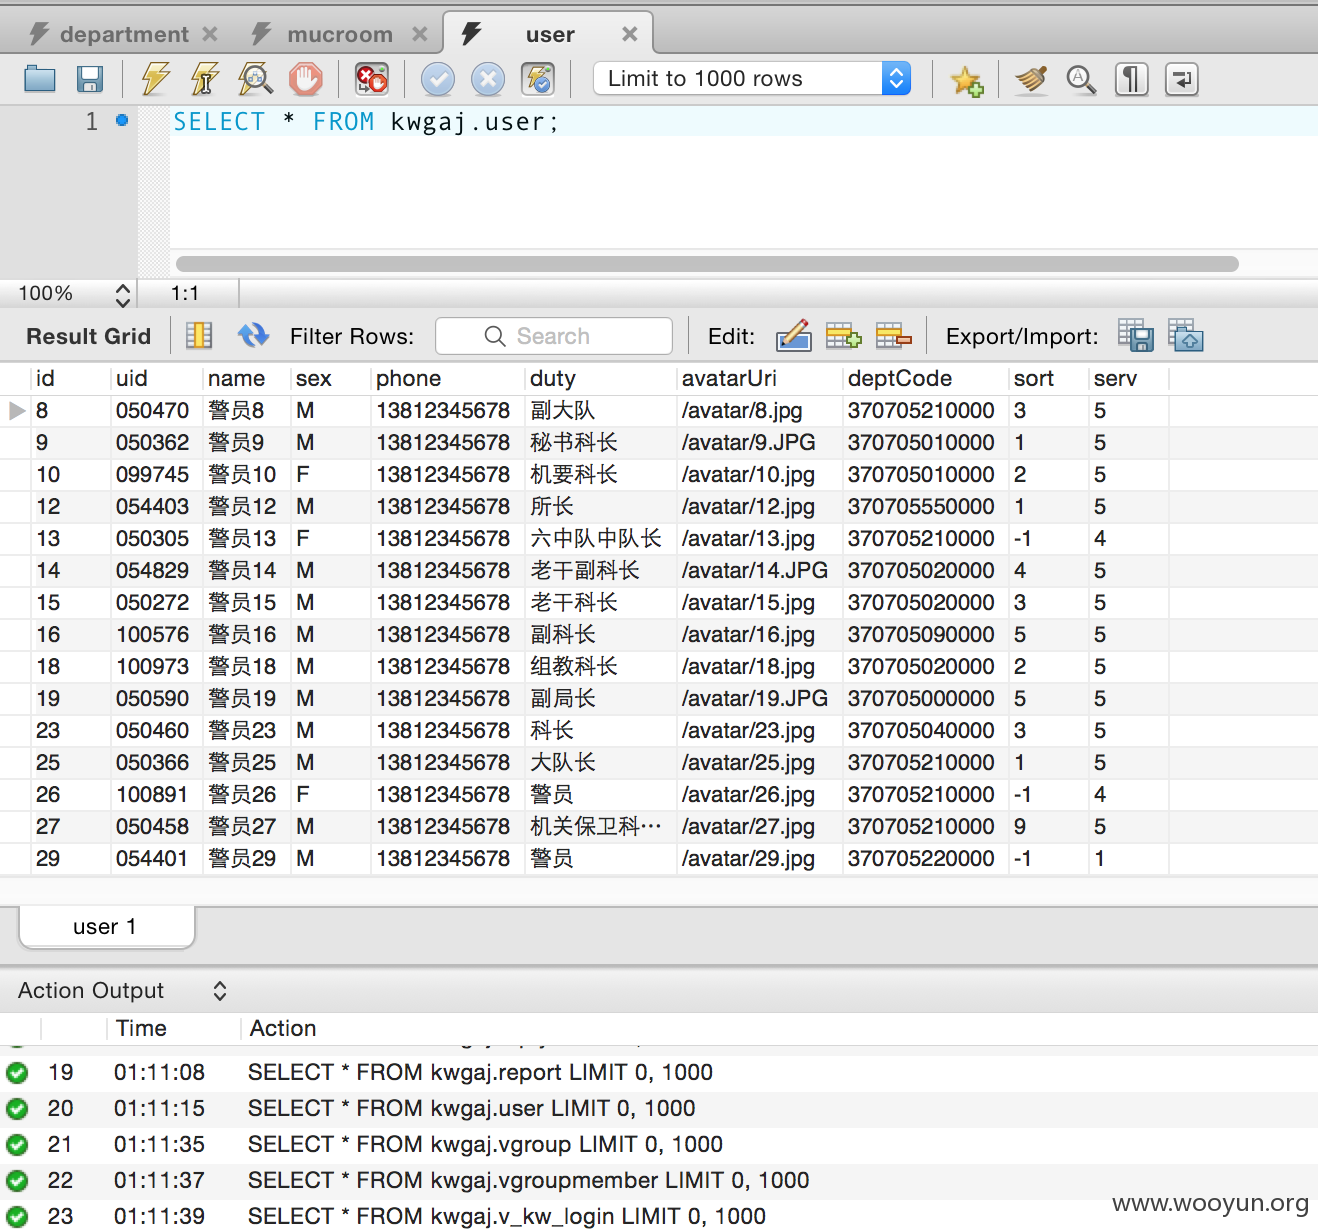 department mucroom user
Limit to 1000 rows
1 SELECT * FROM kwgaj.user;
100% 1:1
Result Grid Filter Rows: Search Edit: Export/Import:
id uid name sex phone duty avatarUri deptCode sort serv
8 050470 警员8 M 13812345678 副大队 /avatar/8.jpg 370705210000 3 5
9 050362 警员9 M 13812345678 秘书科长 /avatar/9.JPG 370705010000 1 5
10 099745 警员10 F 13812345678 机要科长 /avatar/10.jpg 370705010000 2 5
12 054403 警员12 M 13812345678 所长 /avatar/12.jpg 370705550000 1 5
13 050305 警员13 F 13812345678 六中队中队长 /avatar/13.jpg 370705210000 -1 4
14 054829 警员14 M 13812345678 老干副科长 /avatar/14.JPG 370705020000 4 5
15 050272 警员15 M 13812345678 老干科长 /avatar/15.jpg 370705020000 3 5
16 100576 警员16 M 13812345678 副科长 /avatar/16.jpg 370705090000 5 5
18 100973 警员18 M 13812345678 组教科长 /avatar/18.jpg 370705020000 2 5
19 050590 警员19 M 13812345678 副局长 /avatar/19.JPG 370705000000 5 5
23 050460 警员23 M 13812345678 科长 /avatar/23.jpg 370705040000 3 5
25 050366 警员25 M 13812345678 大队长 /avatar/25.jpg 370705210000 1 5
26 100891 警员26 F 13812345678 警员 /avatar/26.jpg 370705210000 -1 4
27 050458 警员27 M 13812345678 机关保卫科… /avatar/27.jpg 370705210000 9 5
29 054401 警员29 M 13812345678 警员 /avatar/29.jpg 370705220000 -1 1
user 1
Action Output
Time Action
19 01:11:08 SELECT * FROM kwgaj.report LIMIT 0, 1000
20 01:11:15 SELECT * FROM kwgaj.user LIMIT 0, 1000
21 01:11:35 SELECT * FROM kwgaj.vgroup LIMIT 0, 1000
22 01:11:37 SELECT * FROM kwgaj.vgroupmember LIMIT 0, 1000
23 01:11:39 SELECT * FROM kwgaj.v_kw_login LIMIT 0, 1000
www.wooyun.org